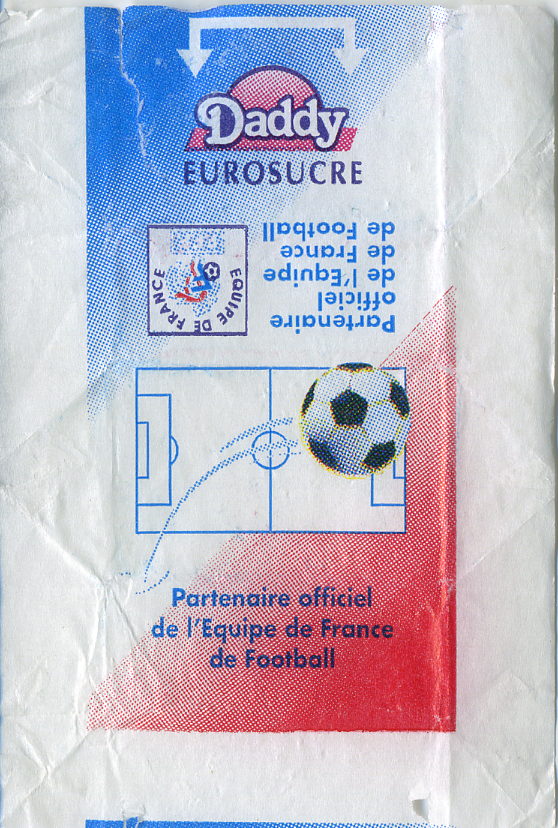 Daddy
EUROSUCRE
Partenaire
officiel
de l'Equipe
de France
de Football
EQUIPE DE FRANCE
Partenaire officiel
de l'Equipe de France
de Football